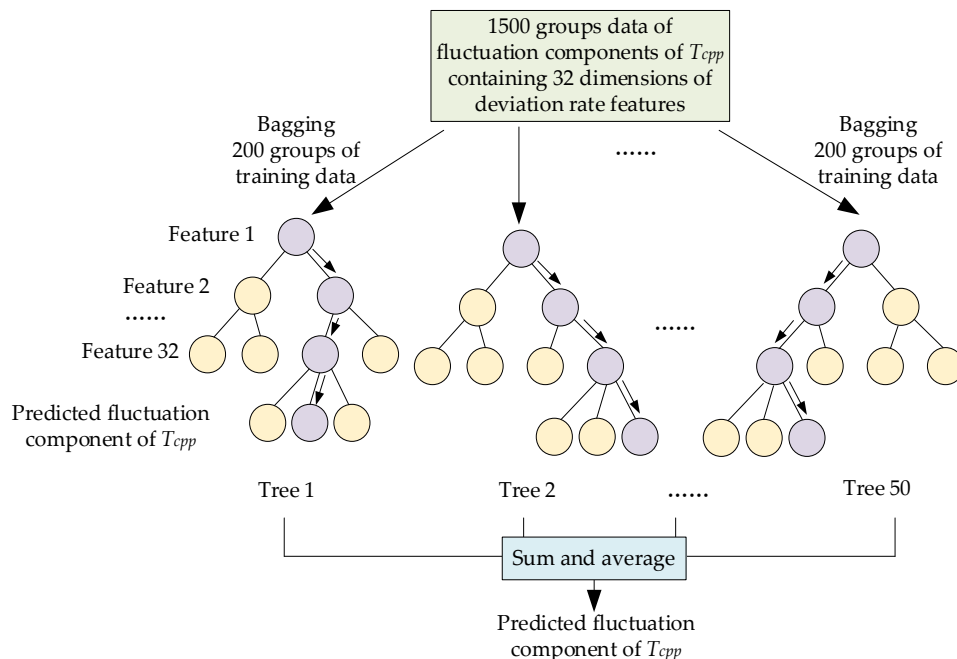 1500 groups data of
fluctuation components of Tcpp
containing 32 dimensions of
deviation rate features
Bagging
200 groups of
training data
......
Bagging
200 groups of
training data
Feature 1
Feature 2
......
Feature 32
......
Predicted fluctuation
component of Tcpp
Tree 1
Tree 2
......
Tree 50
Sum and average
Predicted fluctuation
component of Tcpp